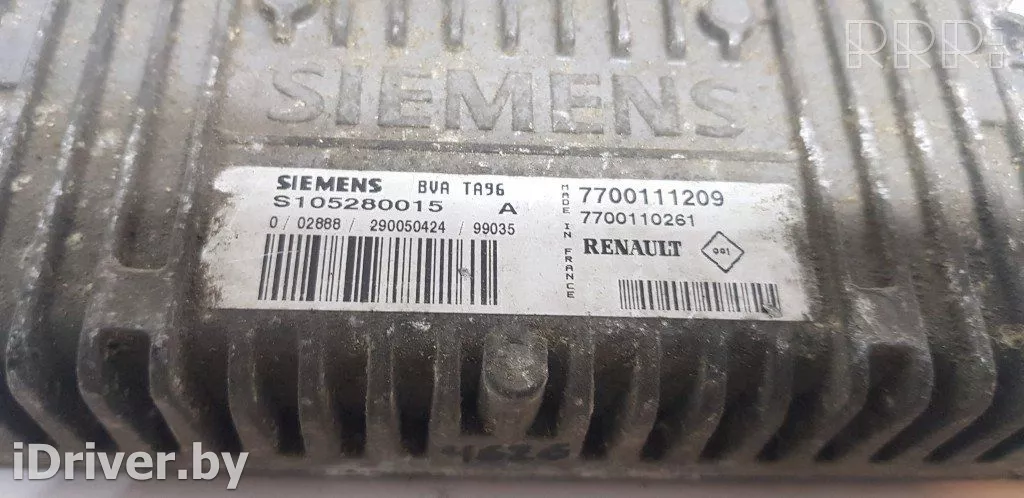 RRR:
SIEMENS
SIEMENS BVA TA96
S105280015 A
0/02888/290050424/99035
MADE IN FRANCE
7700111209
7700110261
RENAULT
iDriver.by